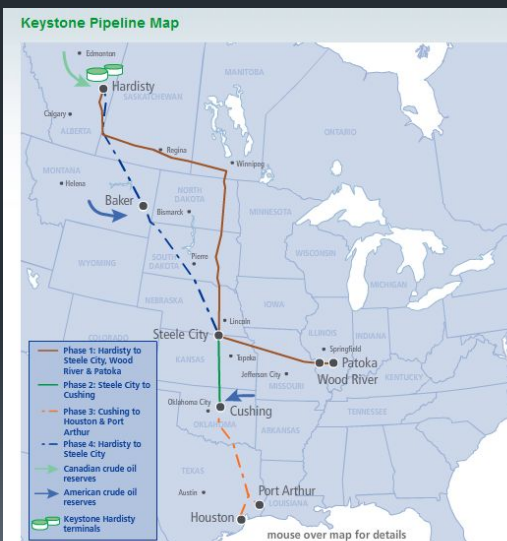 Keystone Pipeline Map
Edmonton
Hardisty
MANITOBA
SASKATCHEWAN
Calgary
ALBERTA
ONTARIO
Regina
Winnipeg
MONTANA
Helena
Baker
NORTH
DAKOTA
Bismarck
MINNESOTA
Pierre
SOUTH
DAKOTA
WISCONSIN
WYOMING
MICHIGAN
NEBRASKA
IOWA
Lincoln
Steele City
ILLINOIS
INDIANA
COLORADO
Springfield
KANSAS
Topeka
Patoka
Wood River
Jefferson City
MISSOURI
KENTUCKY
Oklahoma City
Cushing
OKLAHOMA
TENNESSEE
ARKANSAS
TEXAS
Austin
Port Arthur
LOUISIANA
Houston
mouse over map for details
Phase 1: Hardisty to
Steele City, Wood
River & Patoka
Phase 2: Steele City to
Cushing
Phase 3: Cushing to
Houston & Port
Arthur
Phase 4: Hardisty to
Steele City
Canadian crude oil
reserves
American crude oil
reserves
Keystone Hardisty
terminals